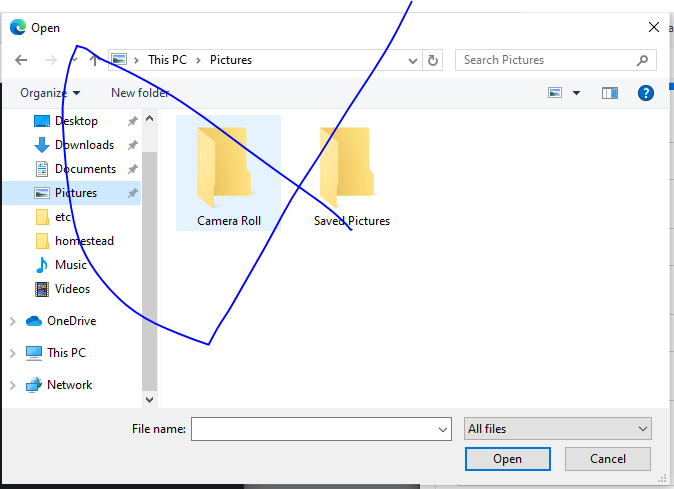 Open
This PC > Pictures
Search Pictures
Organize
New folder
Desktop
Downloads
Documents
Pictures
etc
homestead
Music
Videos
OneDrive
This PC
Network
Camera Roll
Saved Pictures
File name:
All files
Open
Cancel